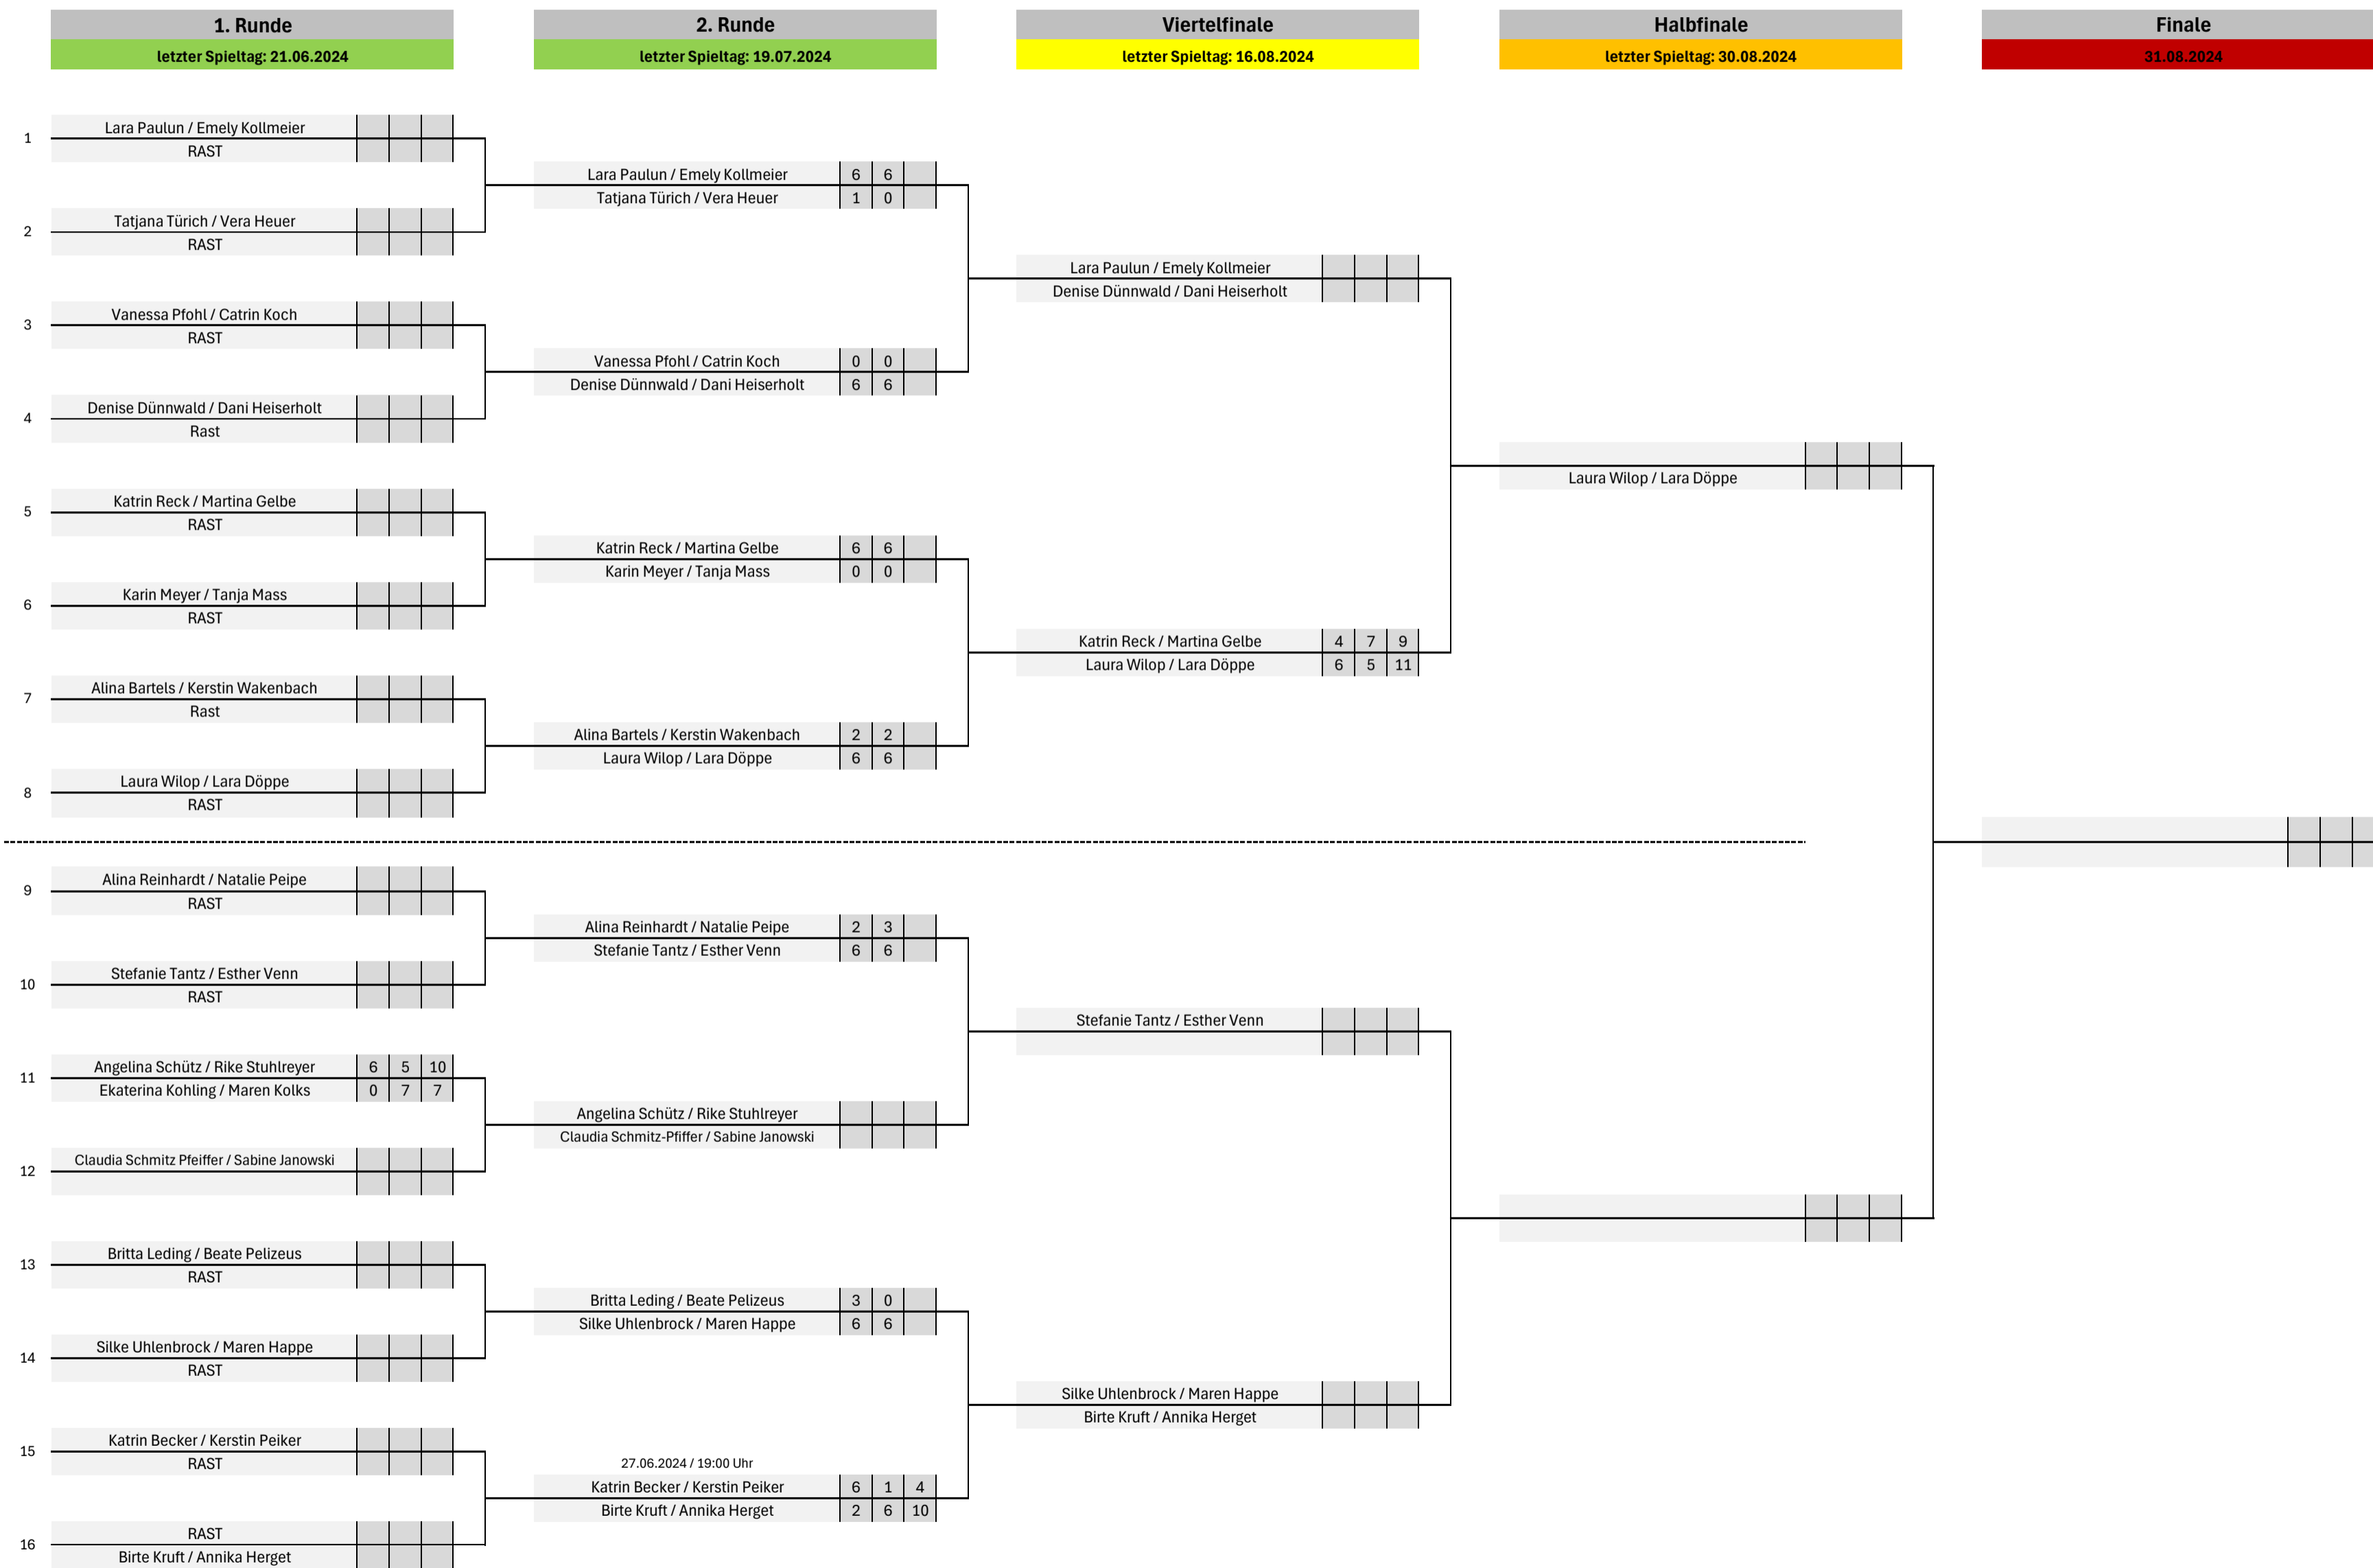 1. Runde
letzter Spieltag: 21.06.2024
2. Runde
letzter Spieltag: 19.07.2024
Viertelfinale
letzter Spieltag: 16.08.2024
Halbfinale
letzter Spieltag: 30.08.2024
Finale
31.08.2024
1
Lara Paulun / Emely Kollmeier
RAST
2
Tatjana Türich / Vera Heuer
RAST
3
Vanessa Pfohl / Catrin Koch
RAST
4
Denise Dünnwald / Dani Heiserholt
Rast
5
Katrin Reck / Martina Gelbe
RAST
6
Karin Meyer / Tanja Mass
RAST
7
Alina Bartels / Kerstin Wakenbach
Rast
8
Laura Wilop / Lara Döppe
RAST
9
Alina Reinhardt / Natalie Peipe
RAST
10
Stefanie Tantz / Esther Venn
RAST
11
Angelina Schütz / Rike Stuhlreyer 6 5 10
Ekaterina Kohling / Maren Kolks 0 7 7
12
Claudia Schmitz Pfeiffer / Sabine Janowski
13
Britta Leding / Beate Pelizeus
RAST
14
Silke Uhlenbrock / Maren Happe
RAST
15
Katrin Becker / Kerstin Peiker
RAST
16
RAST
Birte Kruft / Annika Herget
Lara Paulun / Emely Kollmeier 6 6
Tatjana Türich / Vera Heuer 1 0
Vanessa Pfohl / Catrin Koch 0 0
Denise Dünnwald / Dani Heiserholt 6 6
Katrin Reck / Martina Gelbe 6 6
Karin Meyer / Tanja Mass 0 0
Alina Bartels / Kerstin Wakenbach 2 2
Laura Wilop / Lara Döppe 6 6
Alina Reinhardt / Natalie Peipe 2 3
Stefanie Tantz / Esther Venn 6 6
Angelina Schütz / Rike Stuhlreyer
Claudia Schmitz-Pfiffer / Sabine Janowski
Britta Leding / Beate Pelizeus 3 0
Silke Uhlenbrock / Maren Happe 6 6
27.06.2024 / 19:00 Uhr
Katrin Becker / Kerstin Peiker 6 1 4
Birte Kruft / Annika Herget 2 6 10
Lara Paulun / Emely Kollmeier
Denise Dünnwald / Dani Heiserholt
Katrin Reck / Martina Gelbe 4 7 9
Laura Wilop / Lara Döppe 6 5 11
Stefanie Tantz / Esther Venn
Silke Uhlenbrock / Maren Happe
Birte Kruft / Annika Herget
Laura Wilop / Lara Döppe